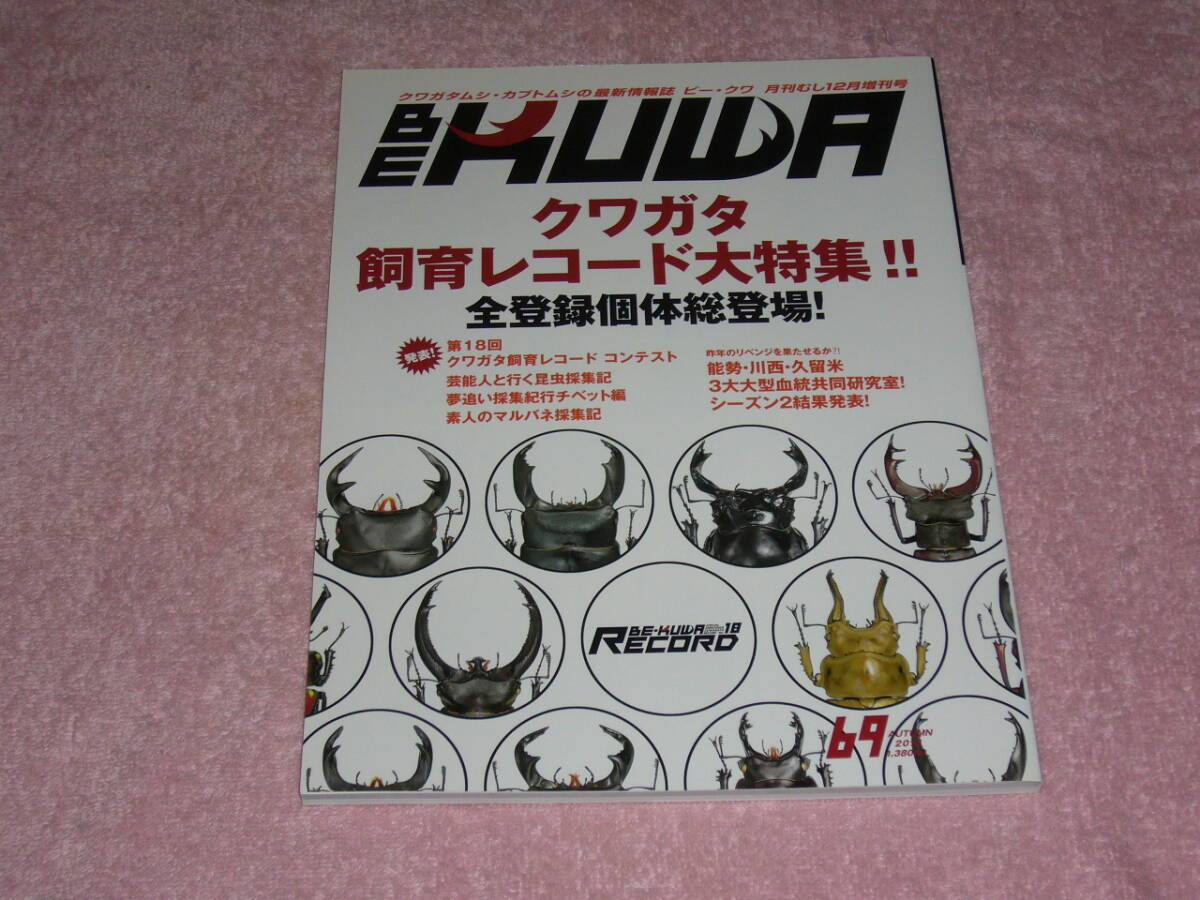 クワガタムシ・カブトムシの最新情報誌 ビー・クワ 月刊むし12月増刊号
BE KUWA
クワガタ
飼育レコード大特集!!
全登録個体総登場!
発表!
第18回
クワガタ飼育レコード コンテスト
芸能人と行く昆虫採集記
夢追い採集紀行チベット編
素人のマルバネ採集記
昨年のリベンジを果たせるか?!
能勢・川西・久留米
3大大型血統共同研究室!
シーズン2結果発表!
BE-KUWA 18
RECORD
69
AUTUMN